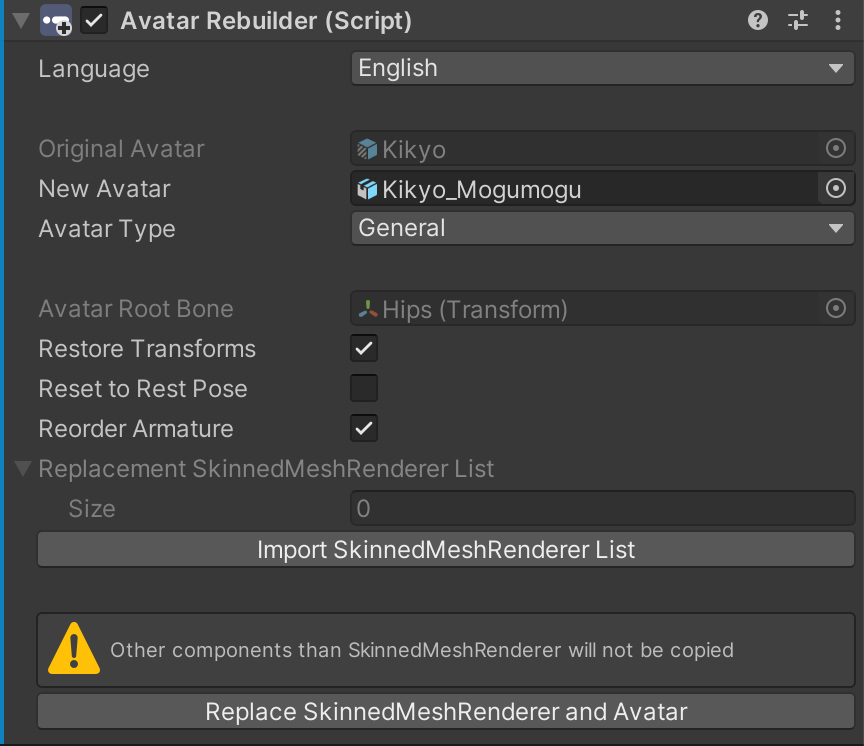 Avatar Rebuilder (Script)
Language English
Original Avatar Kikyo
New Avatar Kikyo_Mogumogu
Avatar Type General
Avatar Root Bone Hips (Transform)
Restore Transforms
Reset to Rest Pose
Reorder Armature
Replacement SkinnedMeshRenderer List
Size 0
Import SkinnedMeshRenderer List
Other components than SkinnedMeshRenderer will not be copied
Replace SkinnedMeshRenderer and Avatar